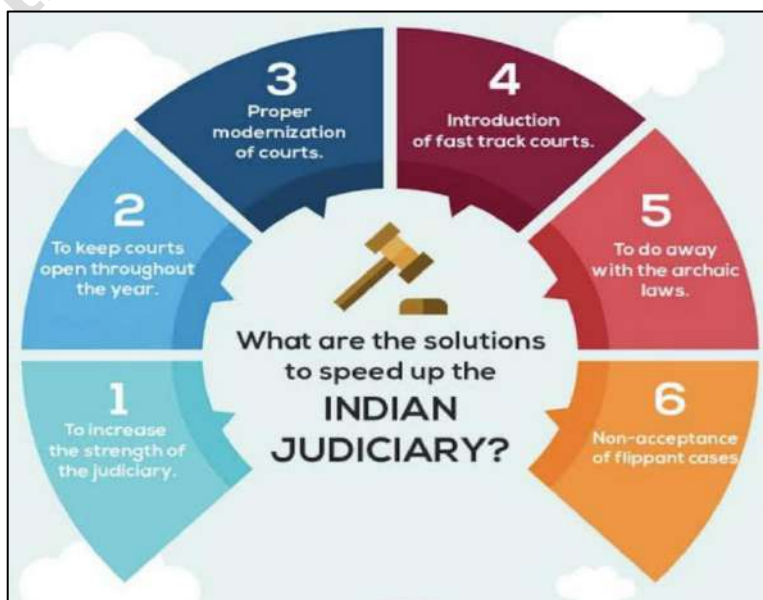 1
To increase
the strength of
the judiciary.
2
To keep courts
open throughout
the year.
3
Proper
modernization
of courts.
4
Introduction
of fast track courts.
5
To do away
with the archaic
laws.
6
Non-acceptance
of flippant cases
What are the solutions
to speed up the
INDIAN
JUDICIARY?